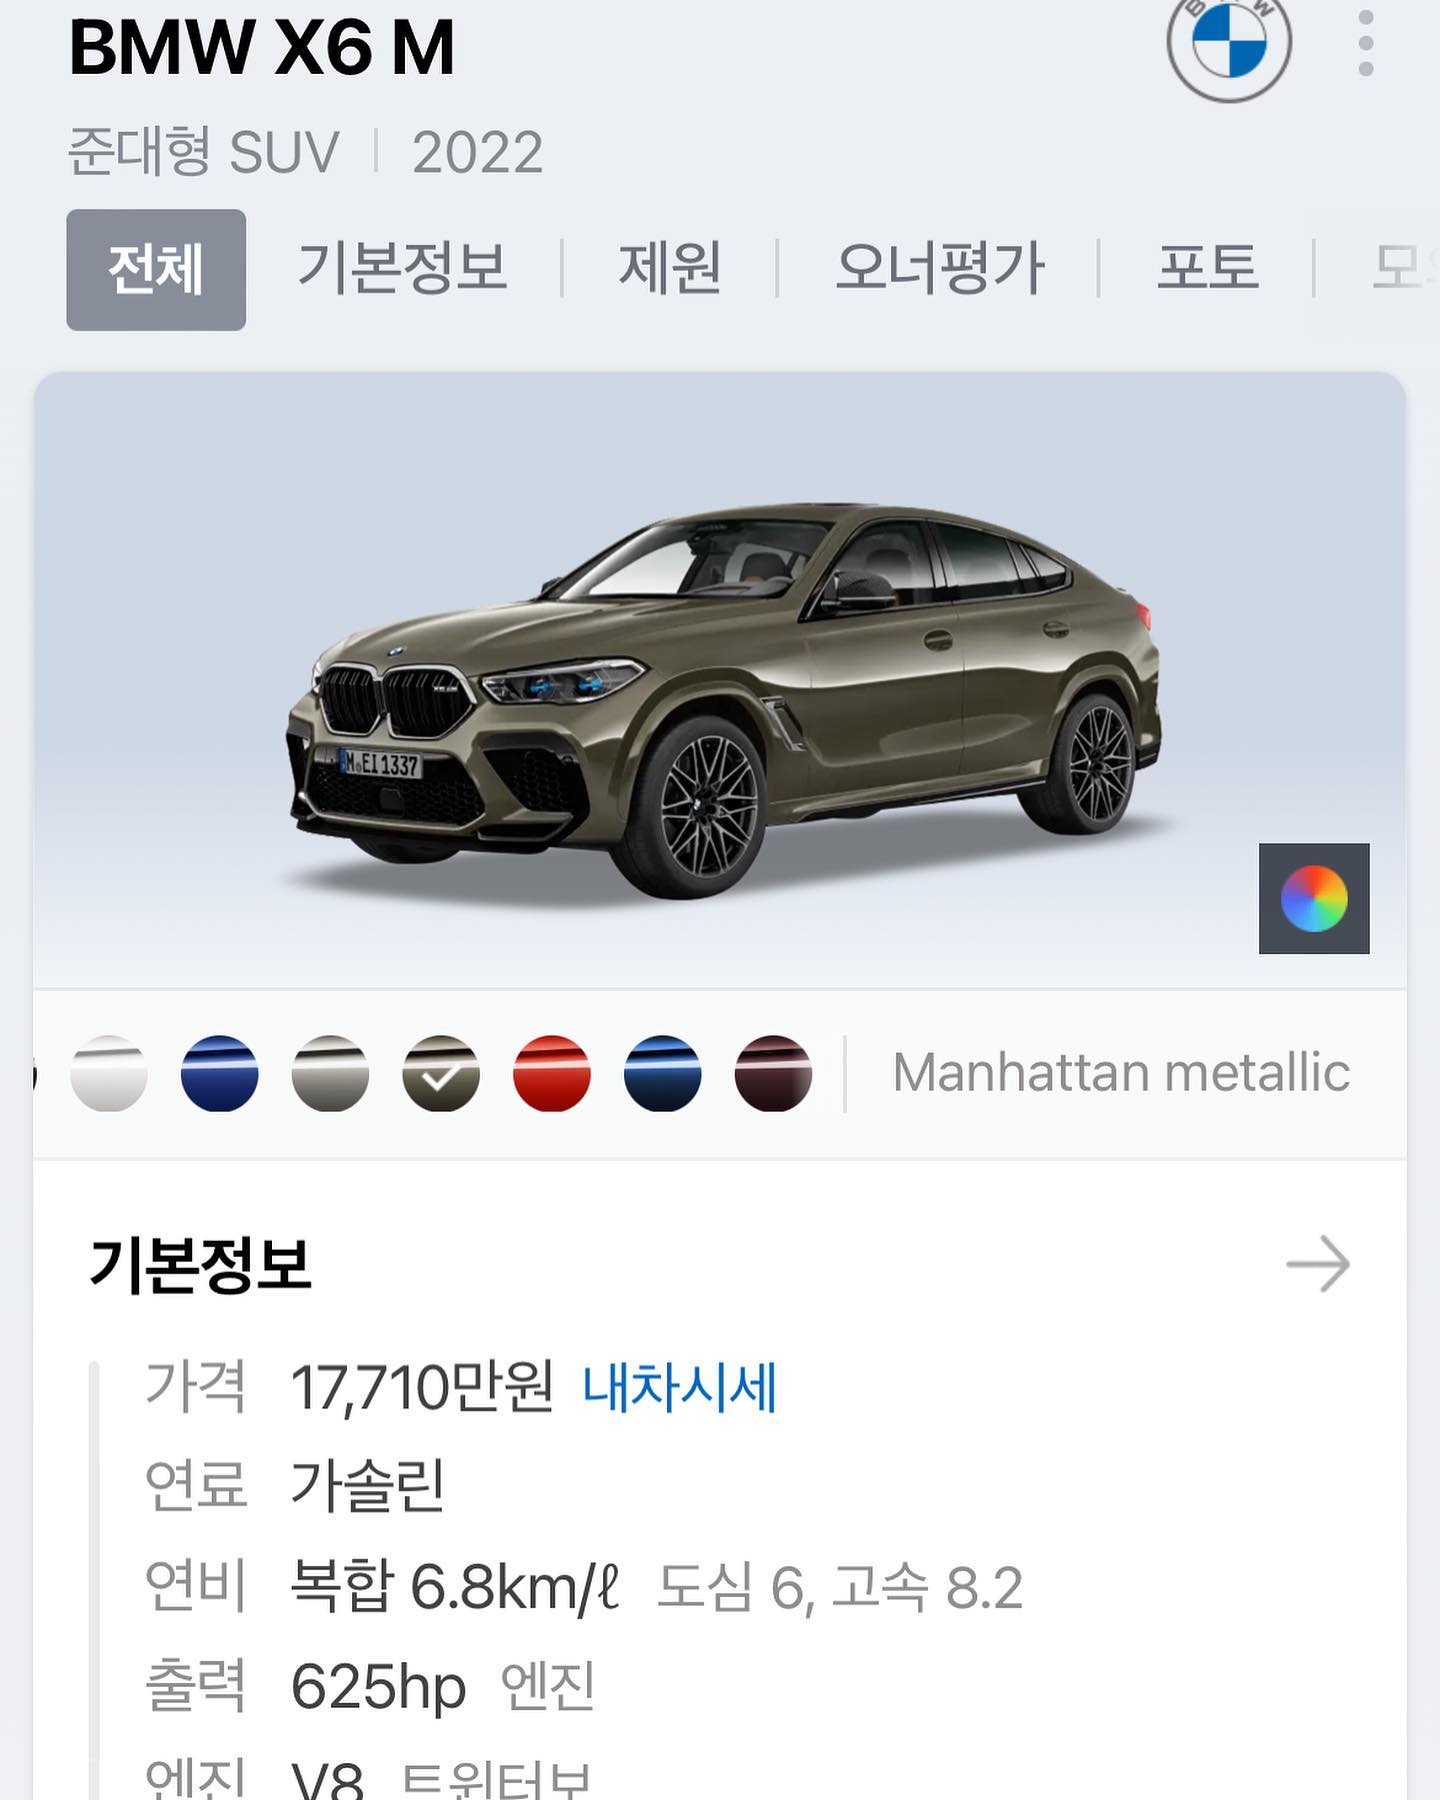 BMW X6 M
준대형 SUV | 2022
전체 기본정보 | 제원 | 오너평가 | 포토 |
M EI 1337
Manhattan metallic
기본정보
가격 17,710만원 내차시세
연료 가솔린
연비 복합 6.8km/ℓ 도심 6, 고속 8.2
출력 625hp 엔진
엔진 V8 트윈터보